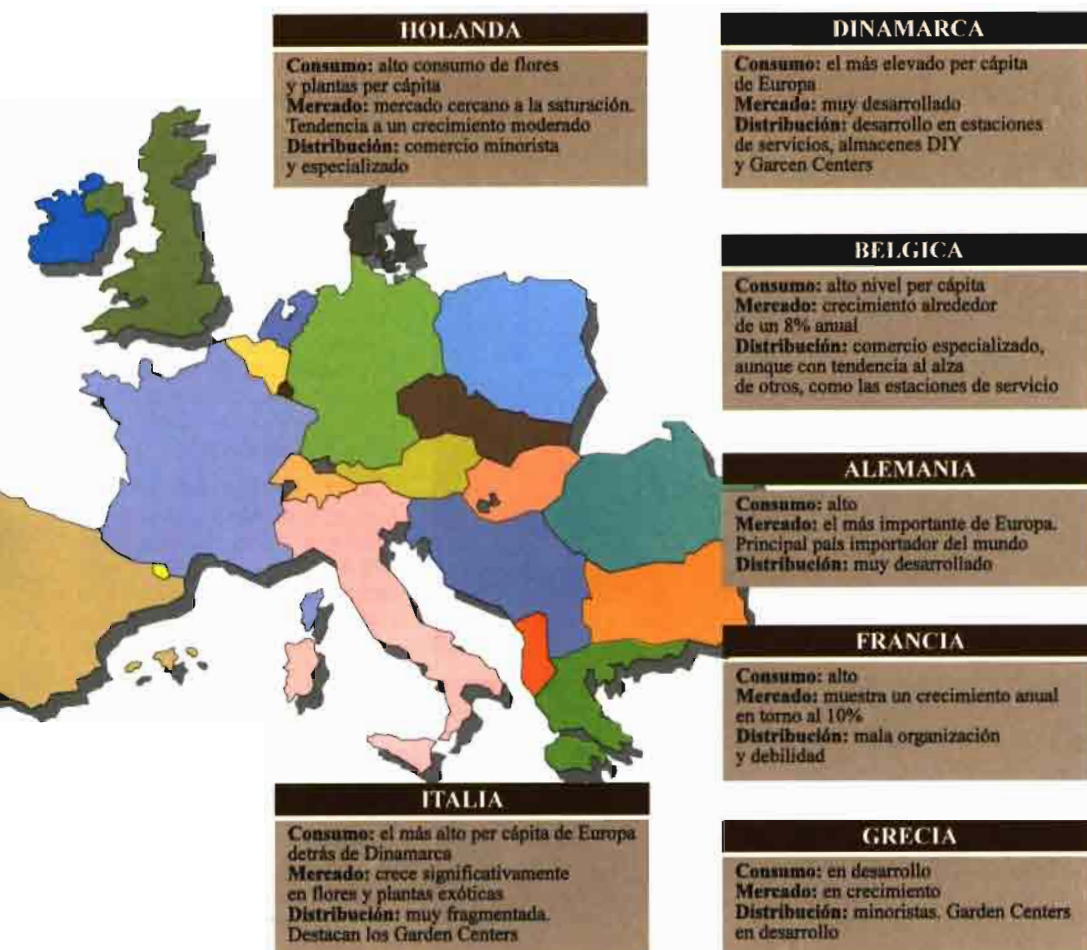 HOLANDA
Consumo: alto consumo de flores
y plantas per cápita
Mercado: mercado cercano a la saturación.
Tendencia a un crecimiento moderado
Distribución: comercio minorista
y especializado
DINAMARCA
Consumo: el más elevado per cápita
de Europa
Mercado: muy desarrollado
Distribución: desarrollo en estaciones
de servicios, almacenes DIY
y Garcen Centers
BELGICA
Consumo: alto nivel per cápita
Mercado: crecimiento alrededor
de un 8% anual
Distribución: comercio especializado,
aunque con tendencia al alza
de otros, como las estaciones de servicio
ALEMANIA
Consumo: alto
Mercado: el más importante de Europa.
Principal país importador del mundo
Distribución: muy desarrollado
FRANCIA
Consumo: alto
Mercado: muestra un crecimiento anual
en torno al 10%
Distribución: mala organización
y debilidad
ITALIA
Consumo: el más alto per cápita de Europa
detrás de Dinamarca
Mercado: crece significativamente
en flores y plantas exóticas
Distribución: muy fragmentada.
Destacan los Garden Centers
GRECIA
Consumo: en desarrollo
Mercado: en crecimiento
Distribución: minoristas. Garden Centers
en desarrollo